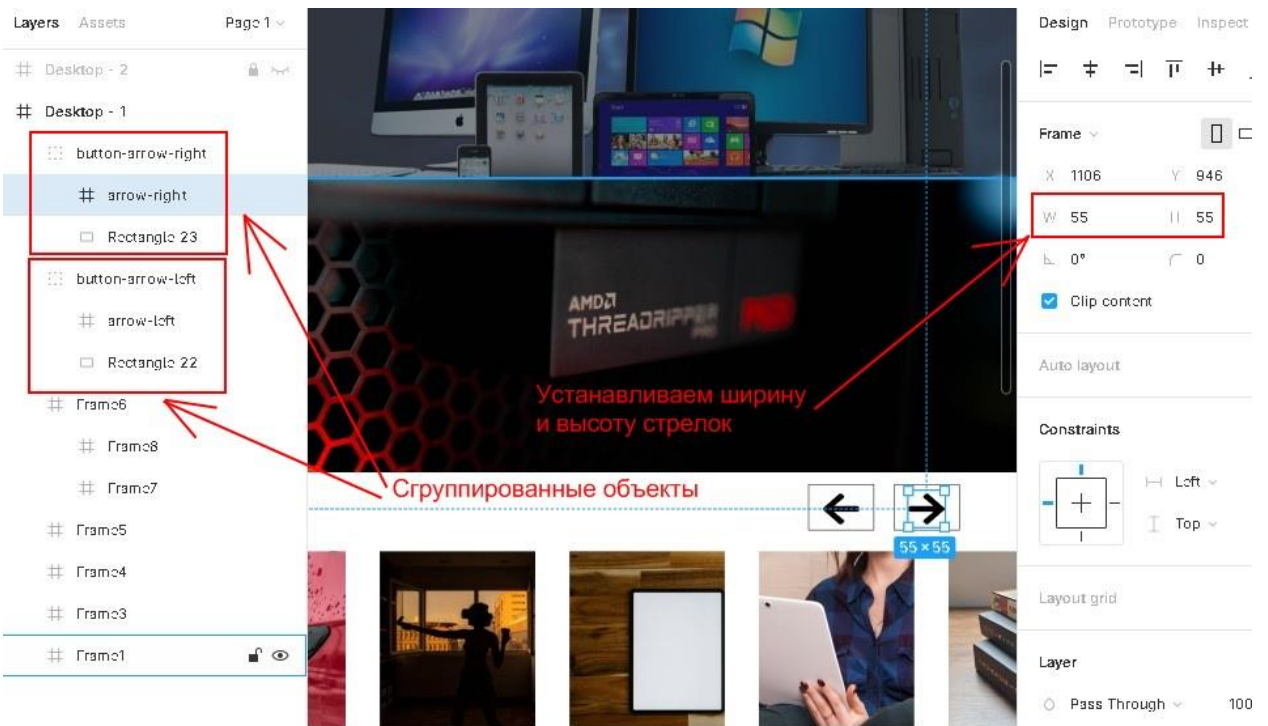 Layers Assets Page 1
Desktop - 2
Desktop - 1
button-arrow-right
arrow-right
Rectangle 23
button-arrow-left
arrow-left
Rectangle 22
Frame6
Frame8
Frame7
Frame5
Frame4
Frame3
Frame1
Start
AMD
THREADRIPPER
PRO
Устанавливаем ширину
и высоту стрелок
Сгруппированные объекты
55 × 55
Design Prototype Inspect
Frame
X 1106 Y 946
W 55 H 55
0° 0
Clip content
Auto layout
Constraints
Left
Top
Layout grid
Layer
Pass Through 100